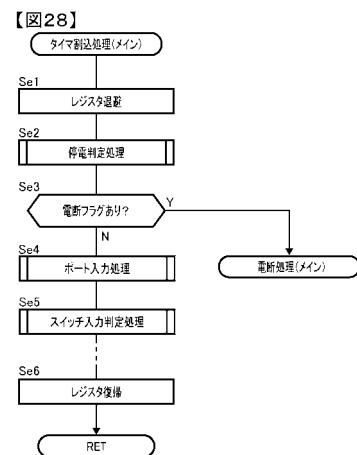 【図28】
タイマ割込処理(メイン)
Se1
レジスタ退避
Se2
停電判定処理
Se3
電断フラグあり?
Y
N
Se4
ポート入力処理
電断処理(メイン)
Se5
スイッチ入力判定処理
Se6
レジスタ復帰
RET